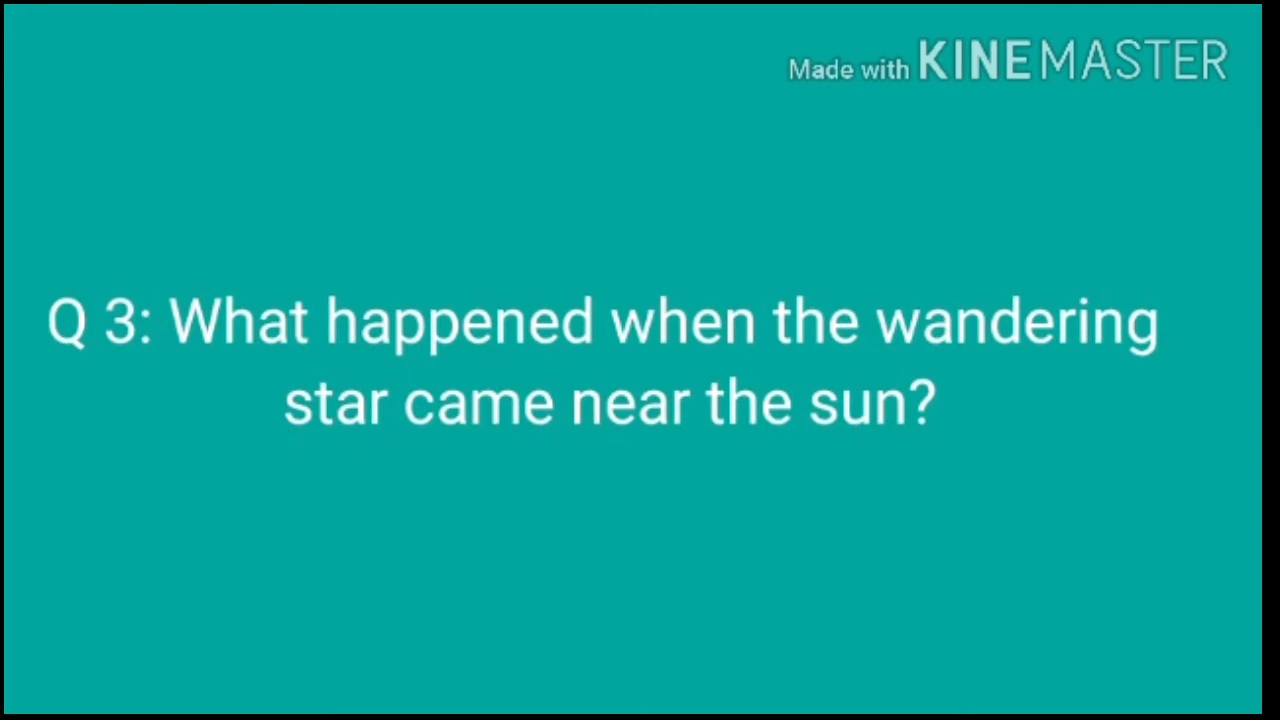 Made with KINEMASTER
Q 3: What happened when the wandering
star came near the sun?